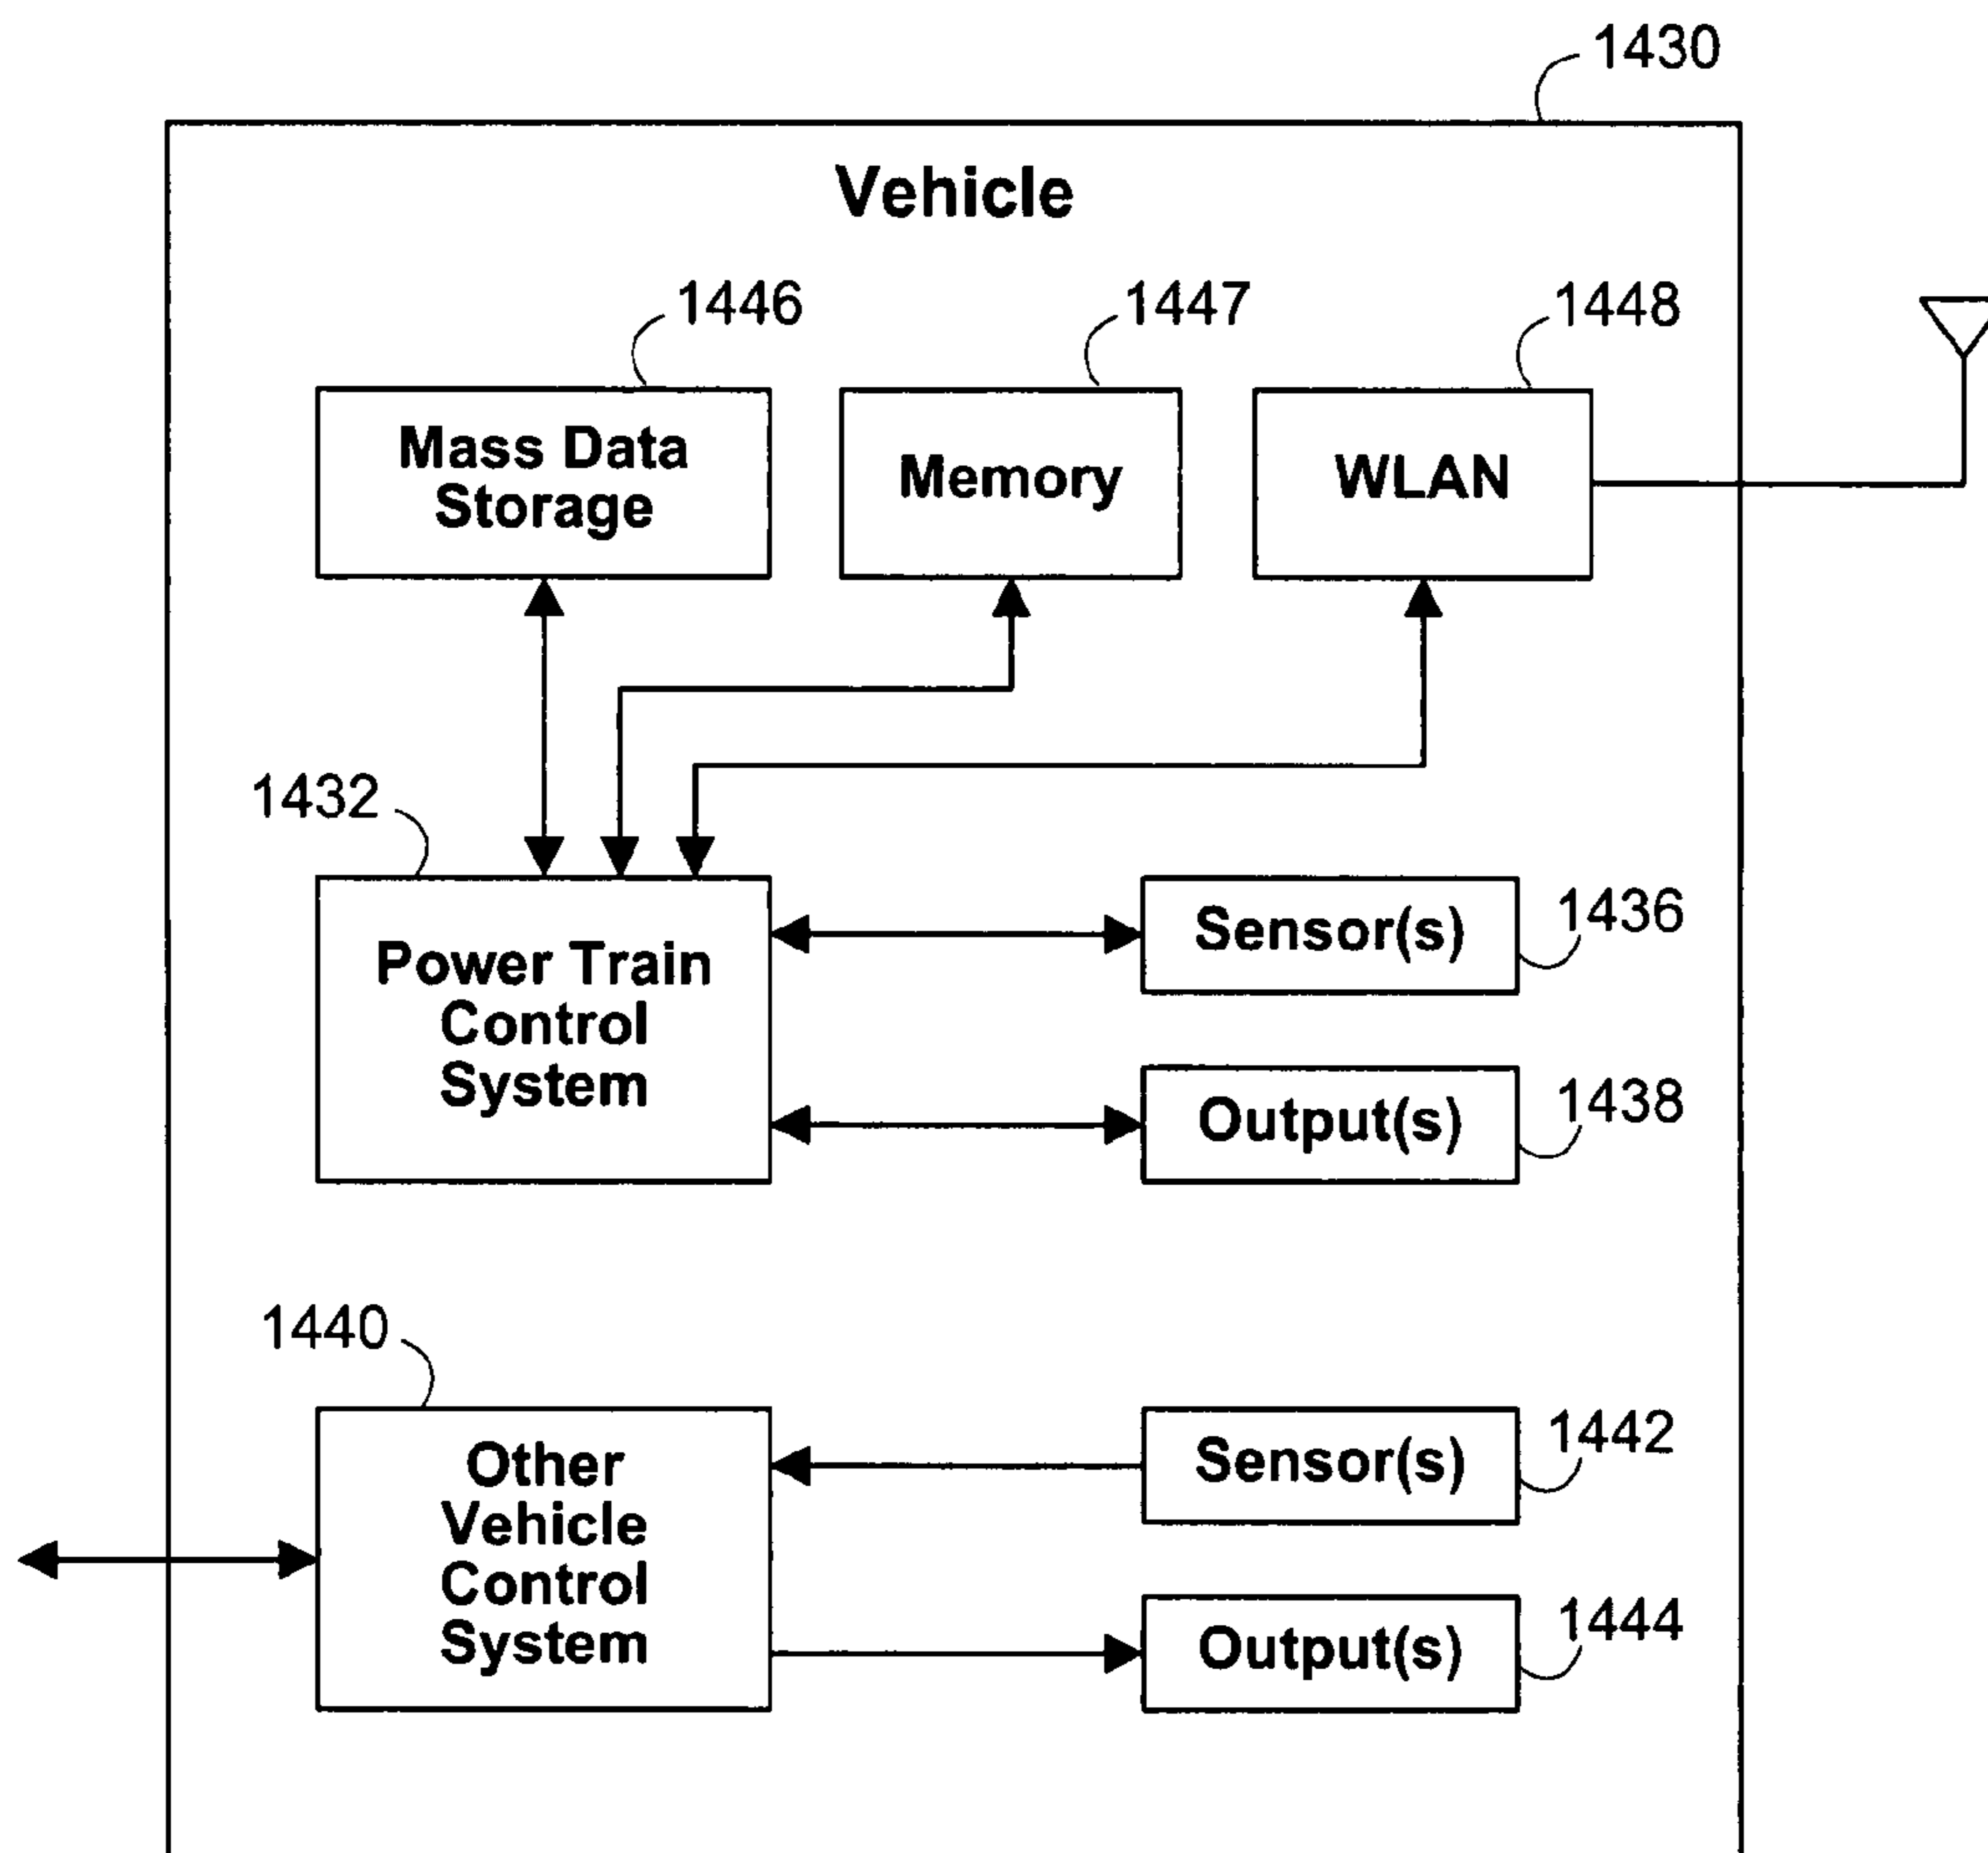 1430
Vehicle
1446
1447
1448
Mass Data
Storage
Memory
WLAN
1432
Power Train
Control
System
Sensor(s)
1436
Output(s)
1438
1440
Other
Vehicle
Control
System
Sensor(s)
1442
Output(s)
1444